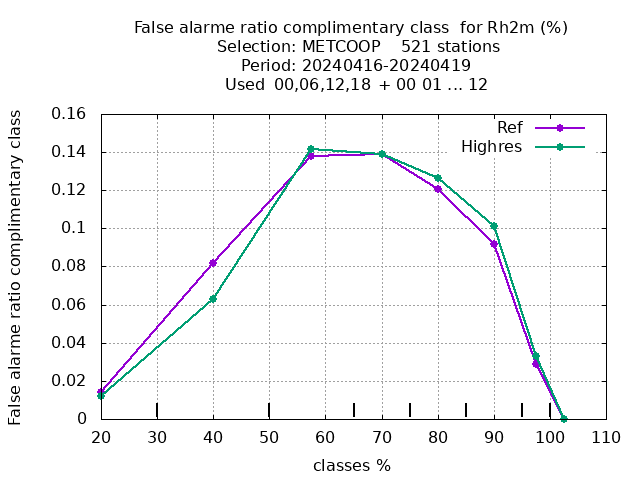 False alarme ratio complimentary class  for Rh2m (%)
Selection: METCOOP    521 stations
Period: 20240416-20240419
Used  00,06,12,18 + 00 01 ... 12
False alarme ratio complimentary class
0.16
0.14
0.12
0.1
0.08
0.06
0.04
0.02
0
Ref
Highres
20 30 40 50 60 70 80 90 100 110
classes %